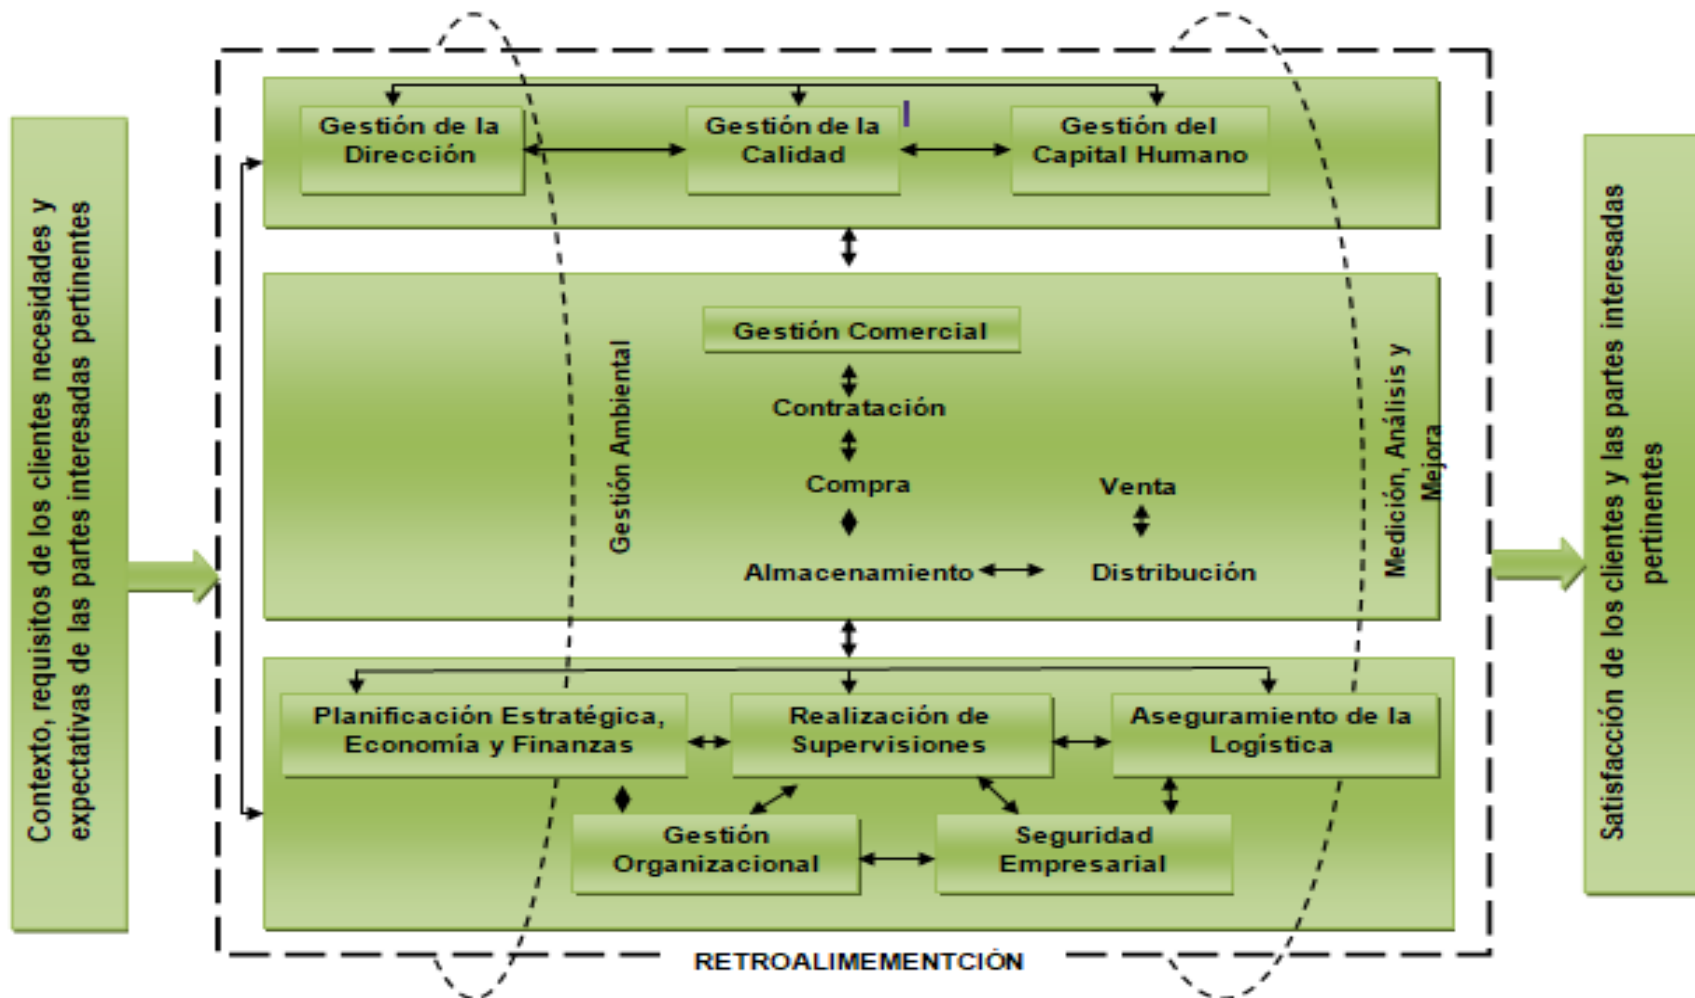 Contexto, requisitos de los clientes necesidades y
expectativas de las partes interesadas pertinentes
Gestión de la
Dirección
Gestión de la
Calidad
Gestión del
Capital Humano
Gestión Comercial
Contratación
Compra
Venta
Almacenamiento
Distribución
Gestión Ambiental
Medición, Análisis y
Mejora
Planificación Estratégica,
Economía y Finanzas
Realización de
Supervisiones
Aseguramiento de la
Logística
Gestión
Organizacional
Seguridad
Empresarial
RETROALIMEMENTCIÓN
Satisfacción de los clientes y las partes interesadas
pertinentes